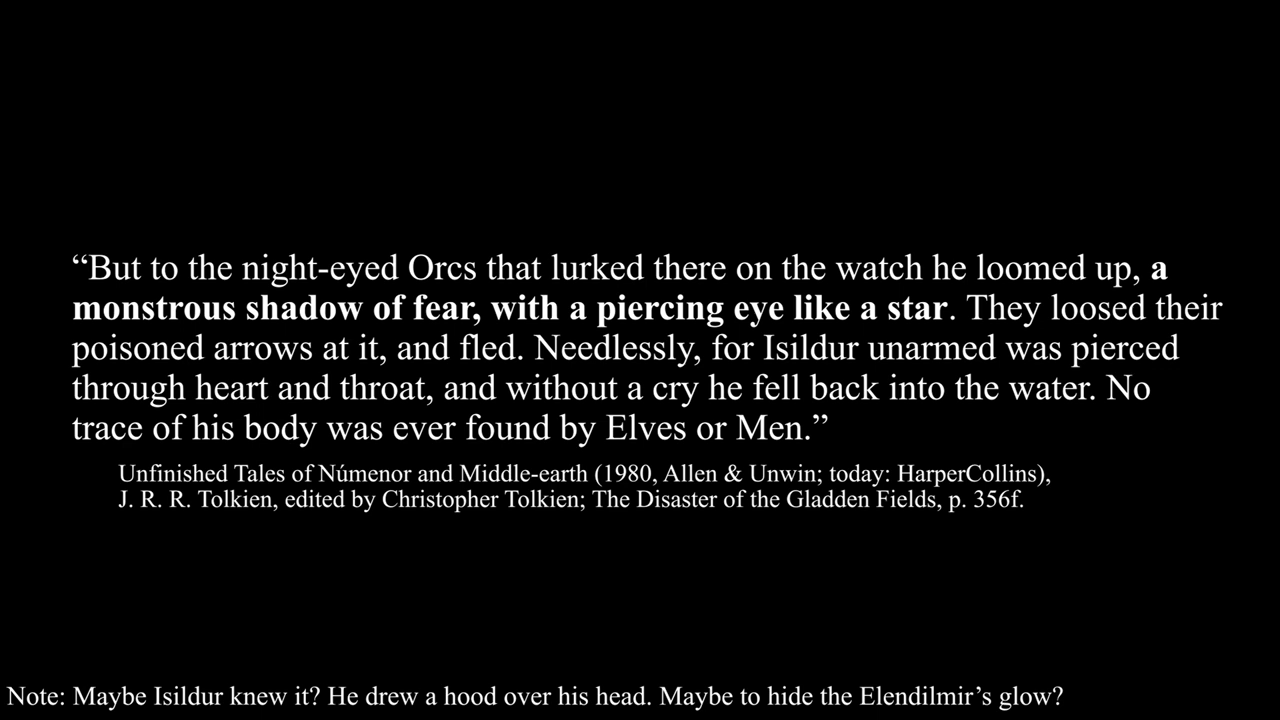 “But to the night-eyed Orcs that lurked there on the watch he loomed up, a
monstrous shadow of fear, with a piercing eye like a star. They loosed their
poisoned arrows at it, and fled. Needlessly, for Isildur unarmed was pierced
through heart and throat, and without a cry he fell back into the water. No
trace of his body was ever found by Elves or Men.”
Unfinished Tales of Númenor and Middle-earth (1980, Allen & Unwin; today: HarperCollins),
J. R. R. Tolkien, edited by Christopher Tolkien; The Disaster of the Gladden Fields, p. 356f.
Note: Maybe Isildur knew it? He drew a hood over his head. Maybe to hide the Elendilmir’s glow?